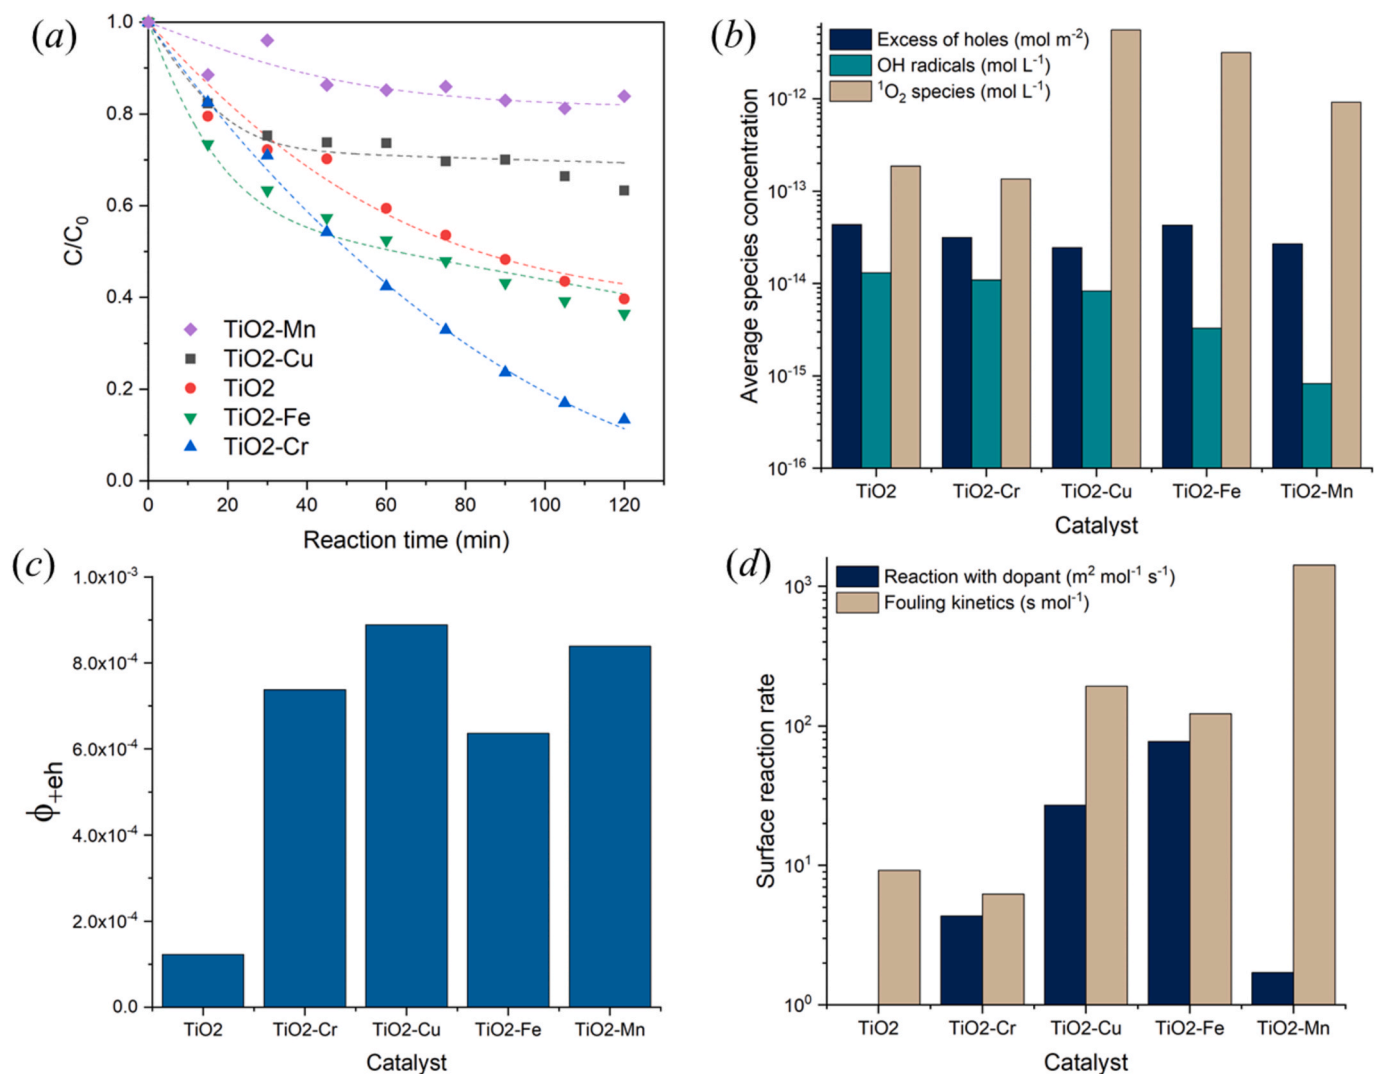 (a)
1.0
0.8
0.6
0.4
0.2
0.0
C/C0
TiO2-Mn
TiO2-Cu
TiO2
TiO2-Fe
TiO2-Cr
0 20 40 60 80 100 120
Reaction time (min)
(b)
Excess of holes (mol m-2)
OH radicals (mol L-1)
1O2 species (mol L-1)
10-12
10-13
10-14
10-15
10-16
Average species concentration
TiO2 TiO2-Cr TiO2-Cu TiO2-Fe TiO2-Mn
Catalyst
(c)
1.0x10-3
8.0x10-4
6.0x10-4
4.0x10-4
2.0x10-4
0.0
ϕ+eh
TiO2 TiO2-Cr TiO2-Cu TiO2-Fe TiO2-Mn
Catalyst
(d)
Reaction with dopant (m2 mol-1 s-1)
Fouling kinetics (s mol-1)
103
102
101
100
Surface reaction rate
TiO2 TiO2-Cr TiO2-Cu TiO2-Fe TiO2-Mn
Catalyst